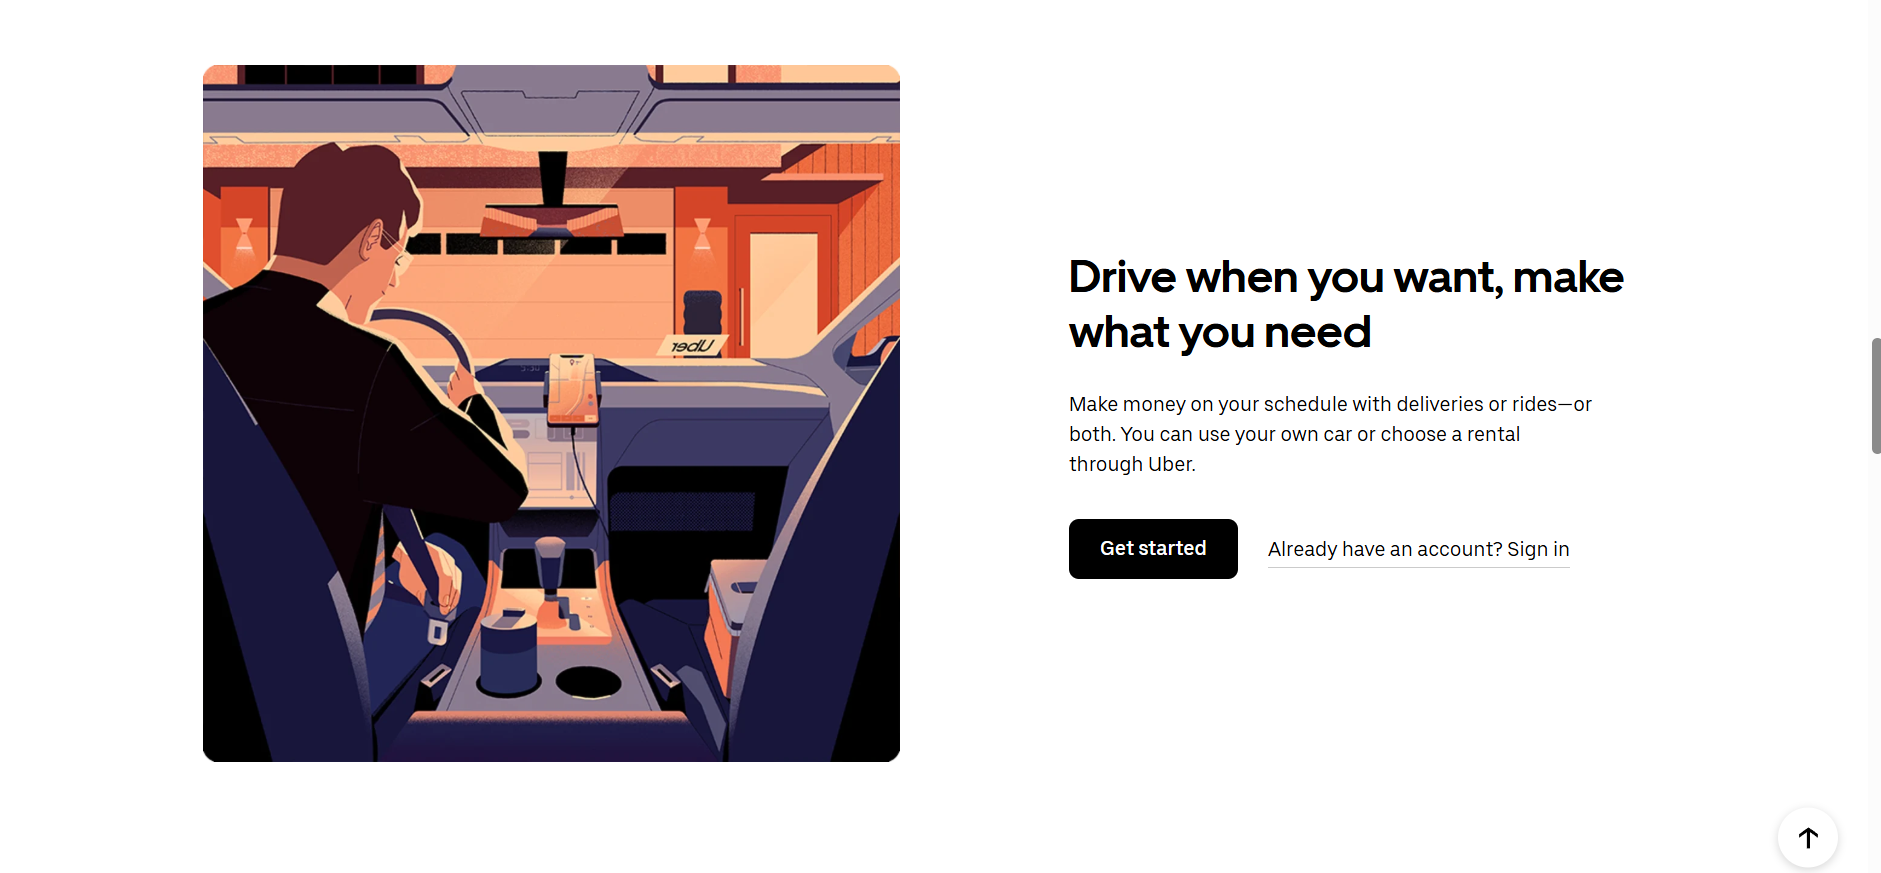 Uber
Drive when you want, make
what you need
Make money on your schedule with deliveries or rides—or
both. You can use your own car or choose a rental
through Uber.
Get started
Already have an account? Sign in